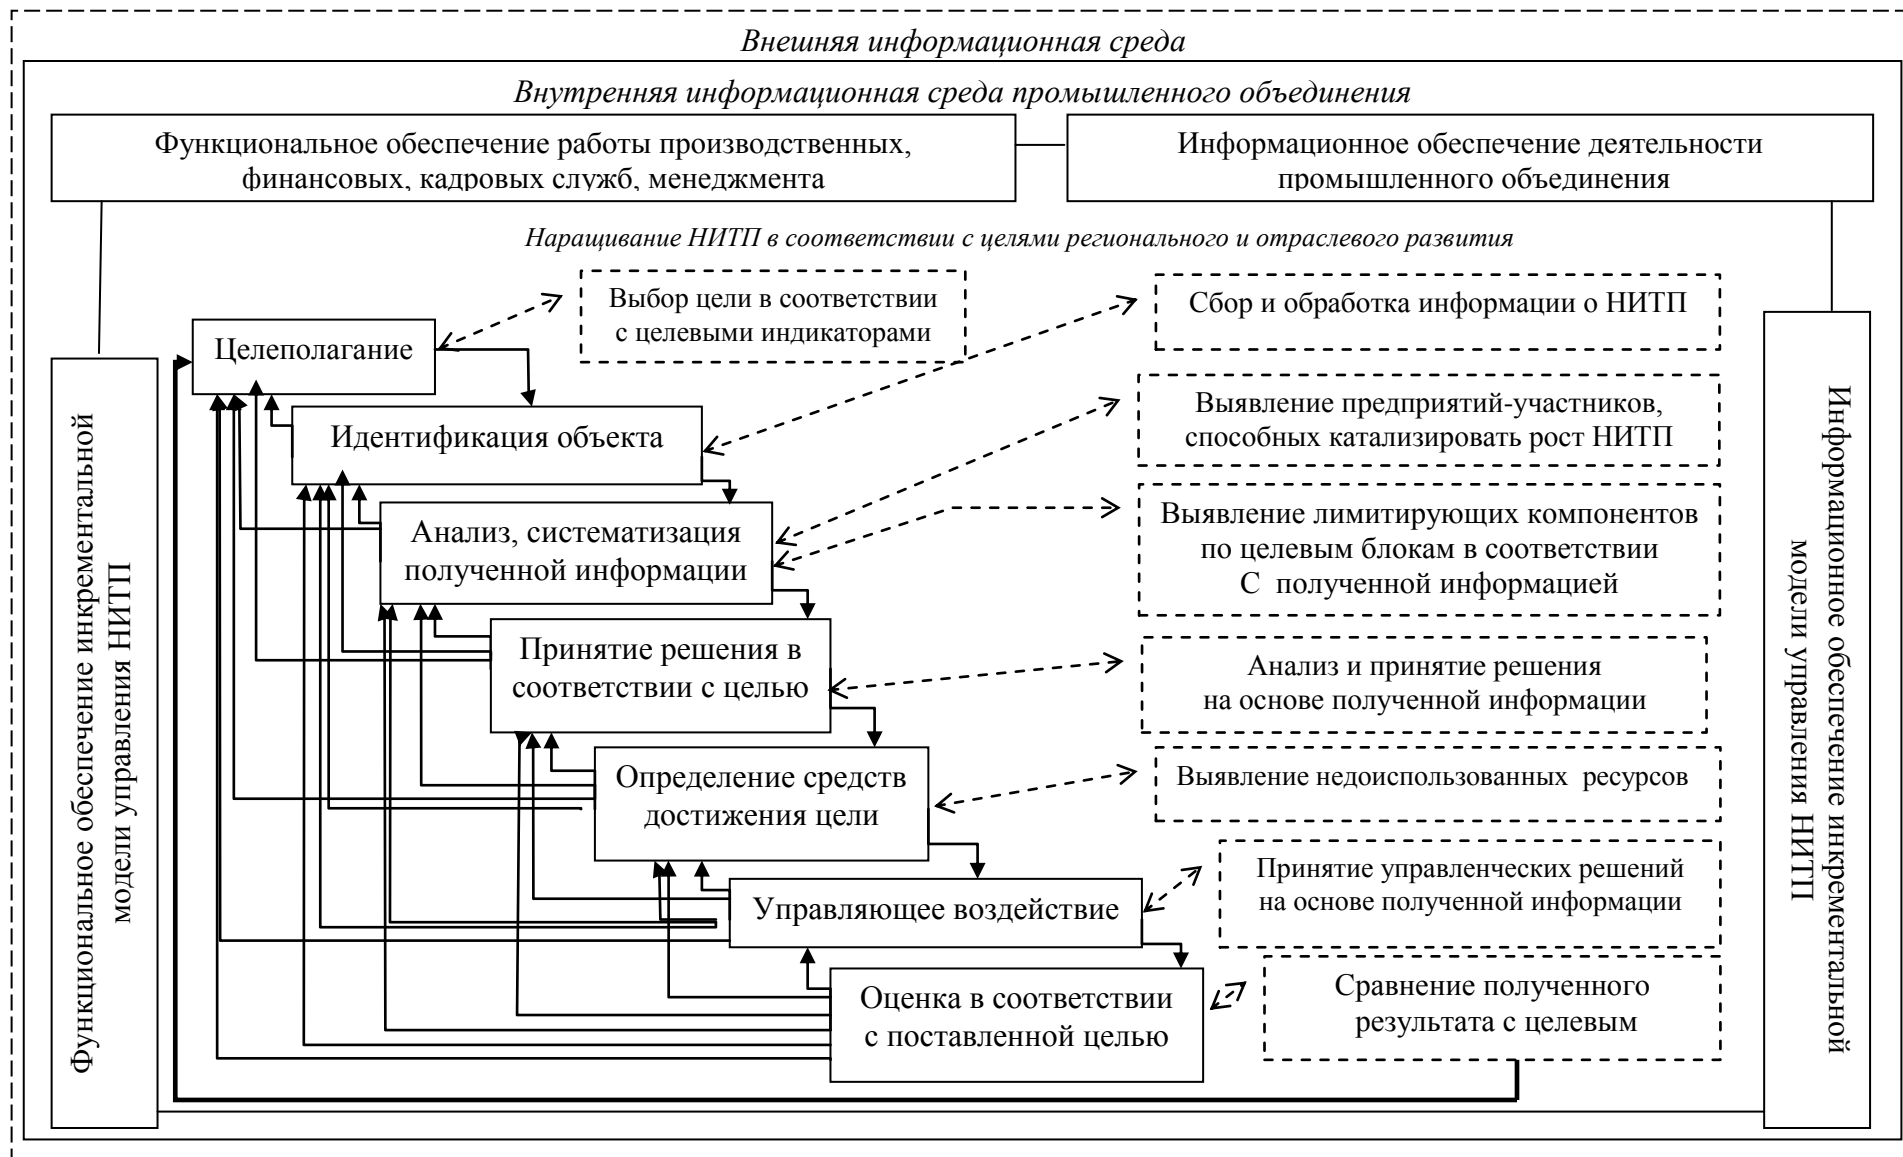 Внешняя информационная среда
Внутренняя информационная среда промышленного объединения
Функциональное обеспечение работы производственных,
финансовых, кадровых служб, менеджмента
Информационное обеспечение деятельности
промышленного объединения
Наращивание НИТП в соответствии с целями регионального и отраслевого развития
Функциональное обеспечение инкрементальной
модели управления НИТП
Целеполагание
Выбор цели в соответствии
с целевыми индикаторами
Сбор и обработка информации о НИТП
Идентификация объекта
Выявление предприятий-участников,
способных катализировать рост НИТП
Анализ, систематизация
полученной информации
Выявление лимитирующих компонентов
по целевым блокам в соответствии
С полученной информацией
Принятие решения в
соответствии с целью
Анализ и принятие решения
на основе полученной информации
Определение средств
достижения цели
Выявление недоиспользованных ресурсов
Управляющее воздействие
Принятие управленческих решений
на основе полученной информации
Оценка в соответствии
с поставленной целью
Сравнение полученного
результата с целевым
Информационное обеспечение инкрементальной
модели управления НИТП